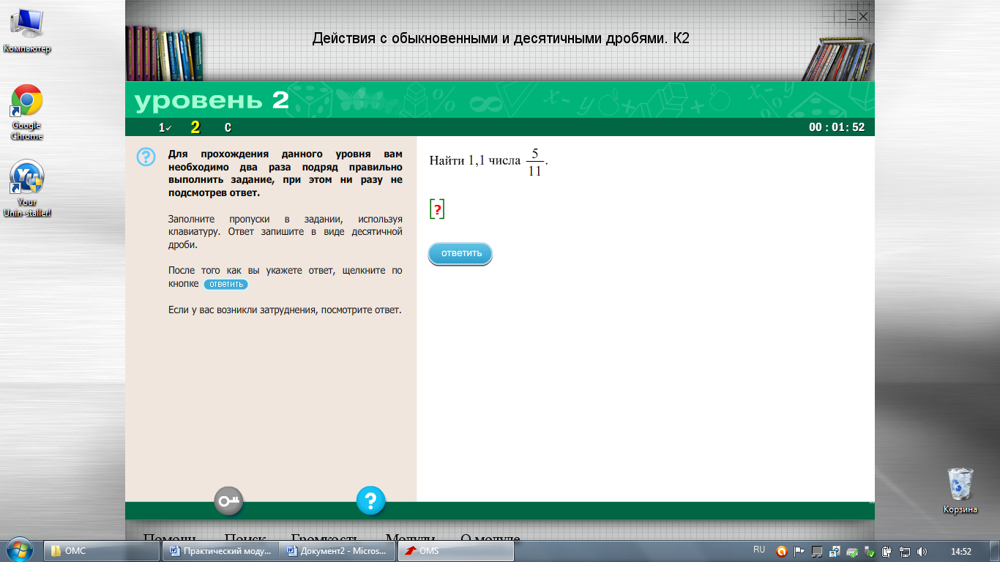 Компьютер
Google
Chrome
Your
Unin-staller!
Действия с обыкновенными и десятичными дробями. К2
уровень 2
1✓ 2 С
00 : 01 : 52
Для прохождения данного уровня вам
необходимо два раза подряд правильно
выполнить задание, при этом ни разу не
подсмотрев ответ.
Заполните пропуски в задании, используя
клавиатуру. Ответ запишите в виде десятичной
дроби.
После того как вы укажете ответ, щелкните по
кнопке ответить
Если у вас возникли затруднения, посмотрите ответ.
Найти 1,1 числа 5/11.
[?]
ответить
?
Корзина
Помощь Поиск Громкость Модули О модуле
ОМС
Практический моду...
Документ2 - Micros...
OMS
RU
14:52